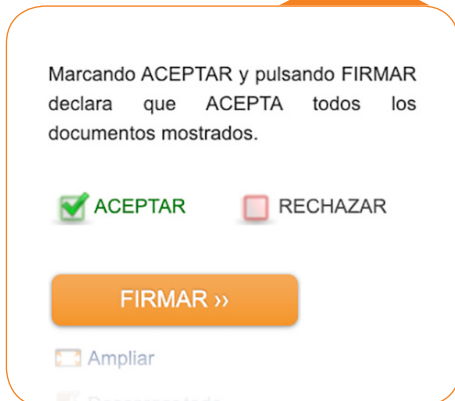 Marcando ACEPTAR y pulsando FIRMAR
declara que ACEPTA todos los
documentos mostrados.
ACEPTAR RECHAZAR
FIRMAR ››
Ampliar